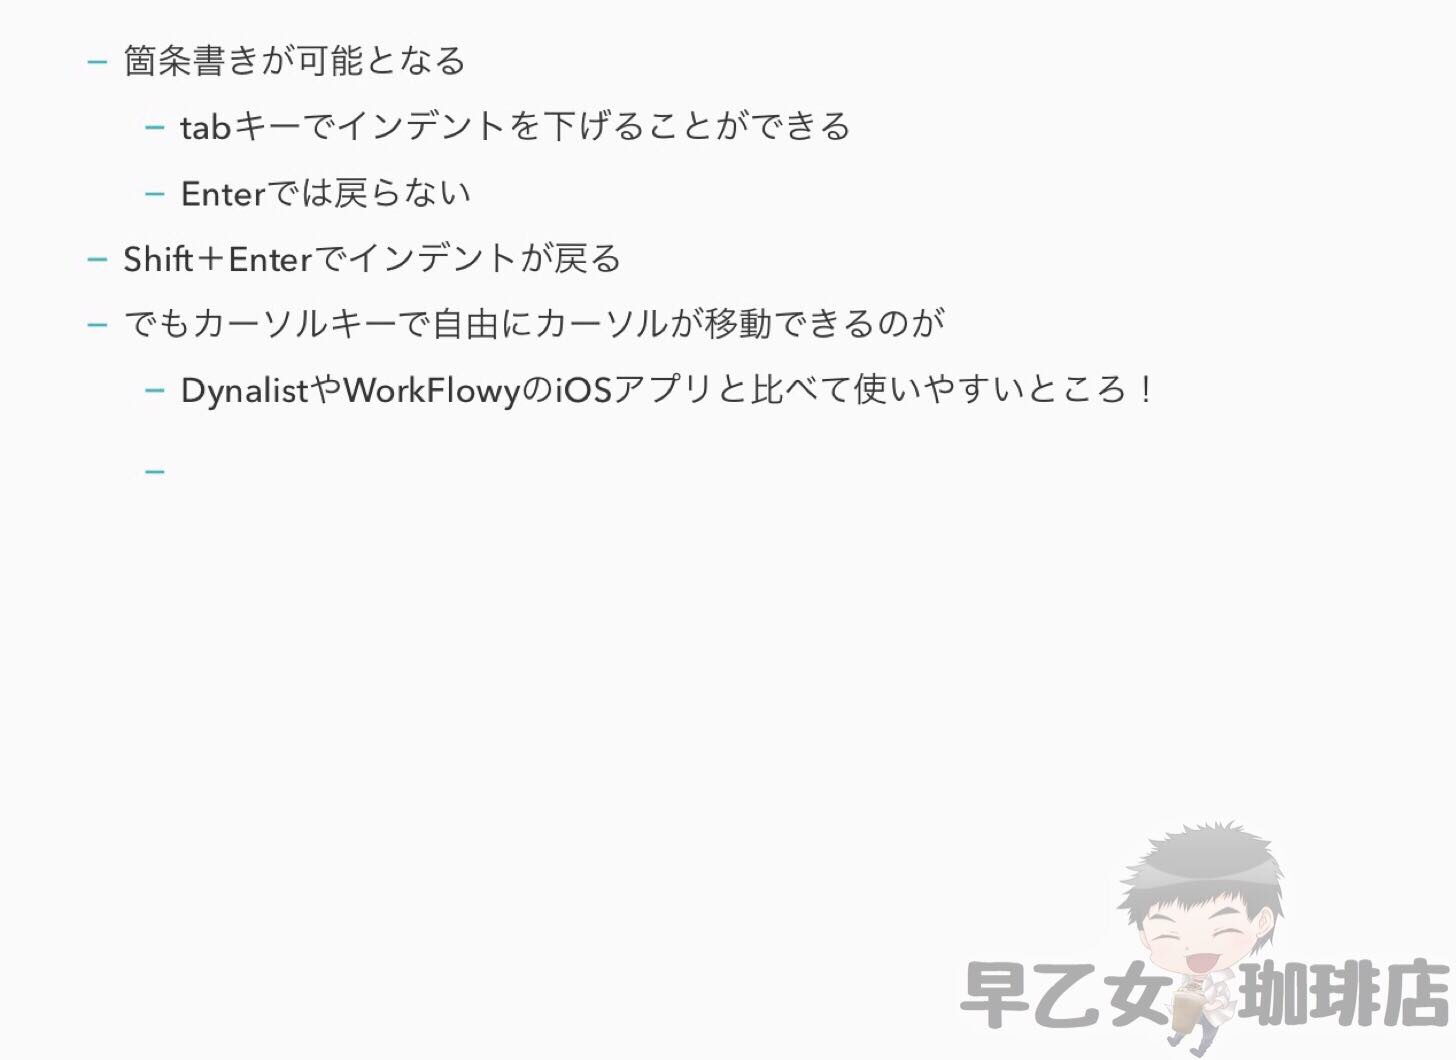 – 箇条書きが可能となる
– tabキーでインデントを下げることができる
– Enterでは戻らない
– Shift＋Enterでインデントが戻る
– でもカーソルキーで自由にカーソルが移動できるのが
– DynalistやWorkFlowyのiOSアプリと比べて使いやすいところ！
–
早乙女珈琲店